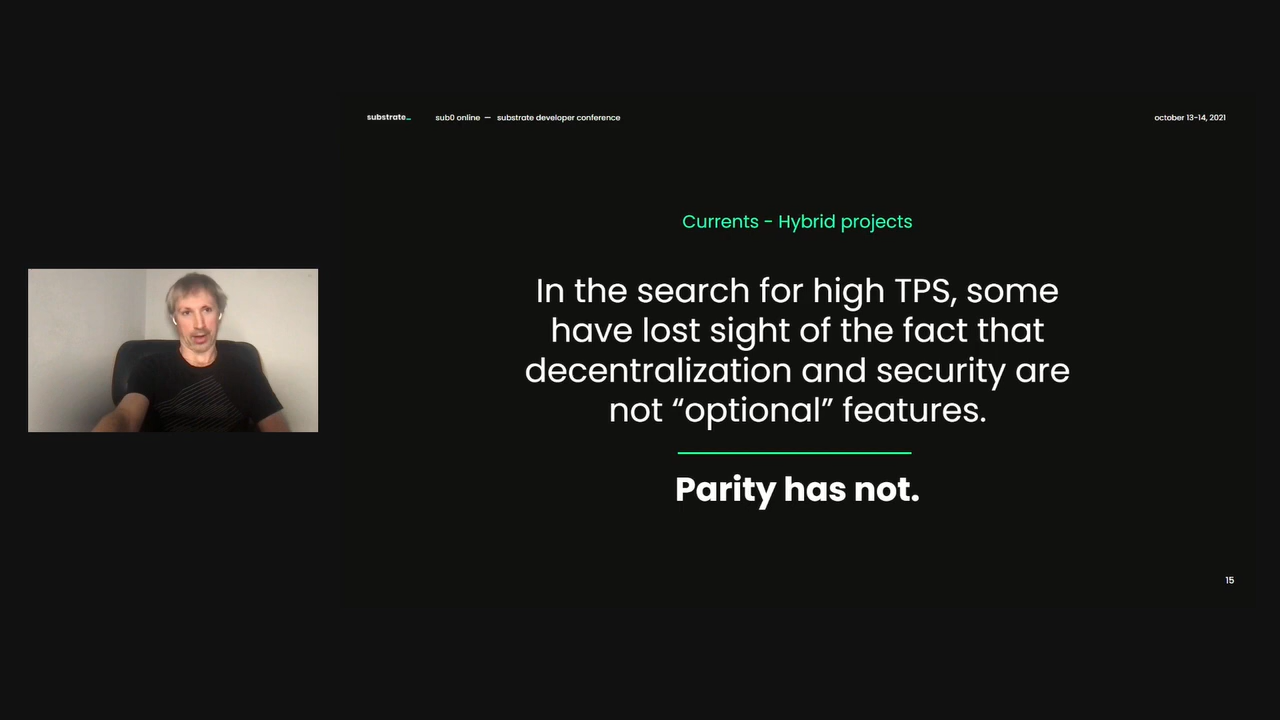 substrate_ sub0 online — substrate developer conference october 13-14, 2021
Currents - Hybrid projects
In the search for high TPS, some
have lost sight of the fact that
decentralization and security are
not “optional” features.
Parity has not.
15